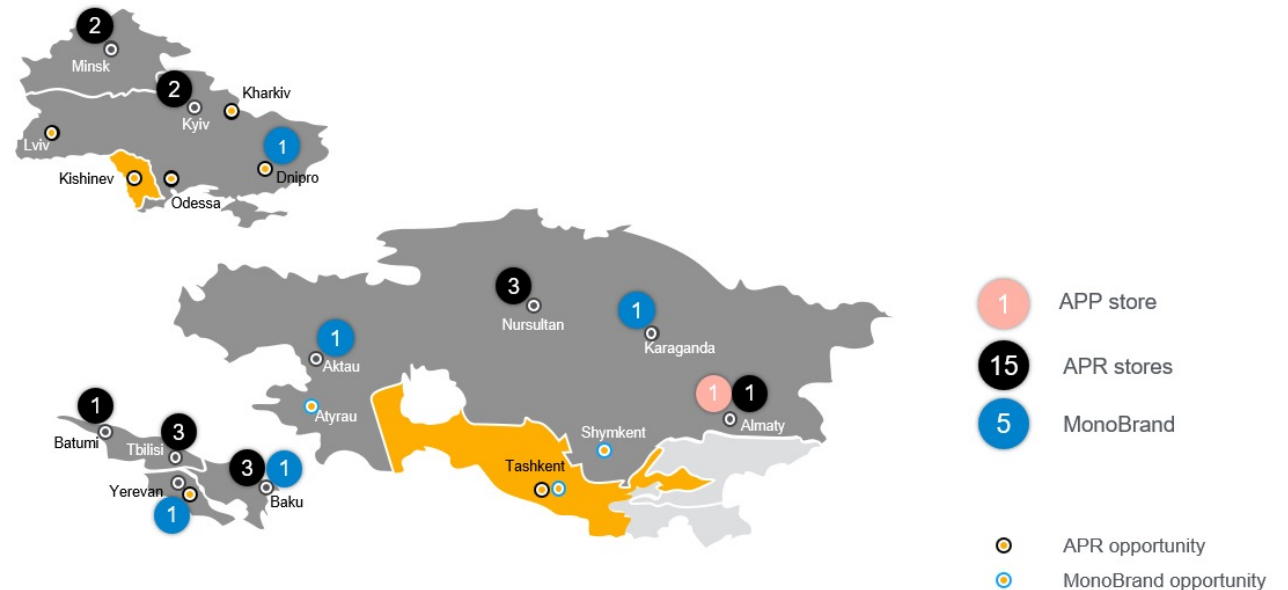 2
Minsk
2
Kyiv
Kharkiv
Lviv
1
Dnipro
Kishinev
Odessa
3
Nursultan
1
Karaganda
1
Aktau
Atyrau
1
1
Almaty
Shymkent
Tashkent
1
Batumi
3
Tbilisi
3
1
Baku
Yerevan
1
1
APP store
15
APR stores
5
MonoBrand
APR opportunity
MonoBrand opportunity